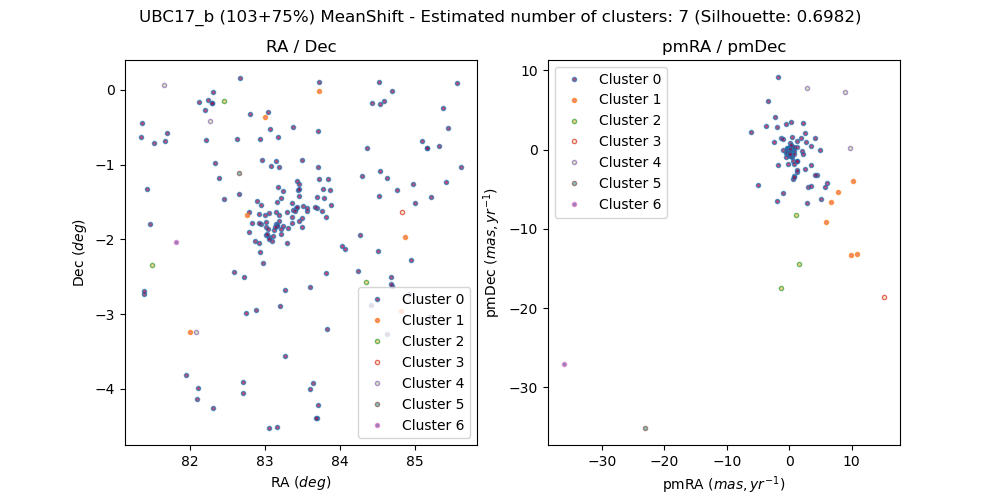 UBC17_b (103+75%) MeanShift - Estimated number of clusters: 7 (Silhouette: 0.6982)
RA / Dec
0
−1
−2
−3
−4
Dec (deg)
82
83
84
85
RA (deg)
Cluster 0
Cluster 1
Cluster 2
Cluster 3
Cluster 4
Cluster 5
Cluster 6
pmRA / pmDec
10
0
−10
−20
−30
pmDec (mas, yr⁻¹)
−30
−20
−10
0
10
pmRA (mas, yr⁻¹)
Cluster 0
Cluster 1
Cluster 2
Cluster 3
Cluster 4
Cluster 5
Cluster 6